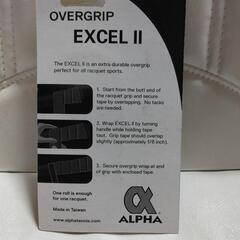 OVERGRIP
EXCEL II
The EXCEL II is an extra durable overgrip
perfect for all racquet sports.
1. Start from the butt end of
the racquet grip and secure
tape by overlapping. No tacks
are needed.
2. Wrap EXCEL II by turning
handle while holding tape
taut. Grip tape should overlap
slightly (approximately 1/8 inch).
3. Secure overgrip wrap at end
of grip with enclosed tape.
One roll is enough
for one racquet.
Made in Taiwan
www.alphatennis.com
ALPHA